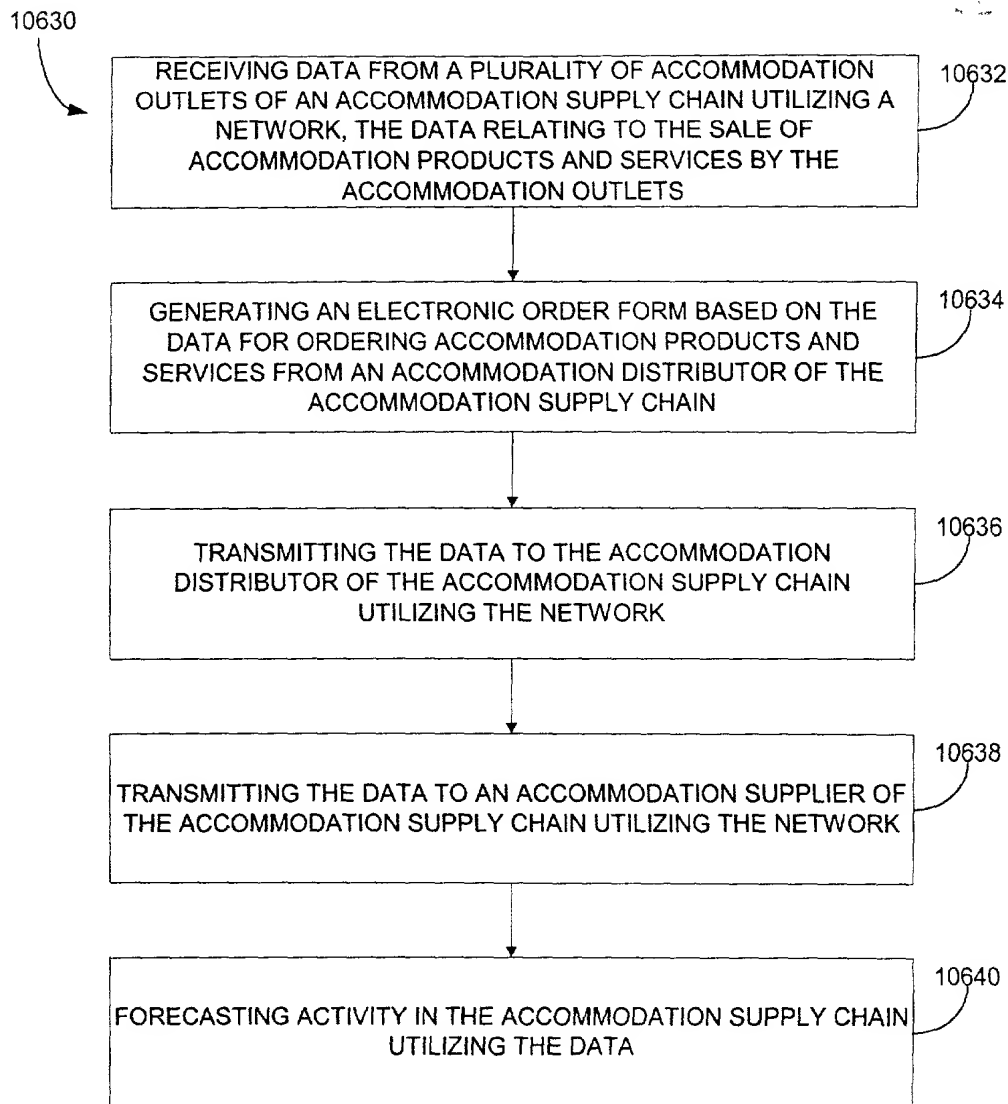 10630
RECEIVING DATA FROM A PLURALITY OF ACCOMMODATION
OUTLETS OF AN ACCOMMODATION SUPPLY CHAIN UTILIZING A
NETWORK, THE DATA RELATING TO THE SALE OF
ACCOMMODATION PRODUCTS AND SERVICES BY THE
ACCOMMODATION OUTLETS
10632
GENERATING AN ELECTRONIC ORDER FORM BASED ON THE
DATA FOR ORDERING ACCOMMODATION PRODUCTS AND
SERVICES FROM AN ACCOMMODATION DISTRIBUTOR OF THE
ACCOMMODATION SUPPLY CHAIN
10634
TRANSMITTING THE DATA TO THE ACCOMMODATION
DISTRIBUTOR OF THE ACCOMMODATION SUPPLY CHAIN
UTILIZING THE NETWORK
10636
TRANSMITTING THE DATA TO AN ACCOMMODATION SUPPLIER OF
THE ACCOMMODATION SUPPLY CHAIN UTILIZING THE NETWORK
10638
FORECASTING ACTIVITY IN THE ACCOMMODATION SUPPLY CHAIN
UTILIZING THE DATA
10640